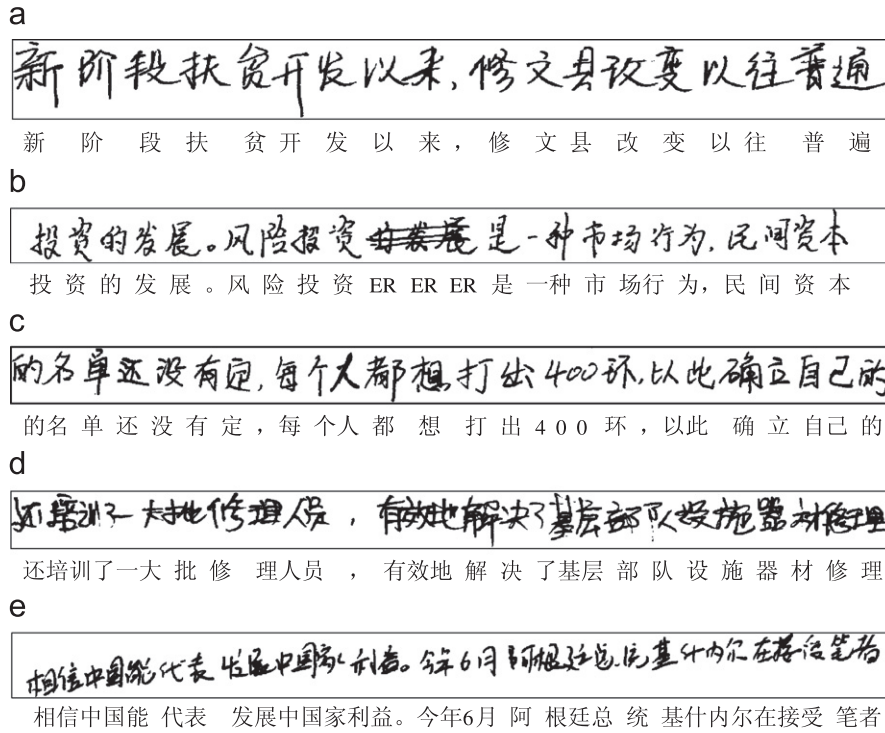 a
新阶段扶贫开发以来,修文县改变以往普通
新 阶 段 扶 贫 开 发 以 来 , 修 文 县 改 变 以 往 普 遍
b
投资的发展。风险投资 是一种市场行为,民间资本
投 资 的 发 展 。风 险 投 资 ER ER ER 是 一种 市 场行 为,民 间 资 本
c
的名单还没有定,每个人都想打出400环,以此确立自己的
的名 单 还 没 有 定 ,每 个人 都 想 打 出 4 0 0 环 ,以此 确 立 自己 的
d
还培训了一大批修理人员,有效地解决了基层部队设施器材修理
还培训了一大 批 修 理人员 , 有效地 解 决 了基层 部 队 设 施 器 材 修 理
e
相信中国能代表发展中国家利益。今年6月阿根廷总统基什内尔在接受笔者
相信中国能 代表 发展中国家利益。今年6月 阿 根廷总 统 基什内尔在接受 笔者